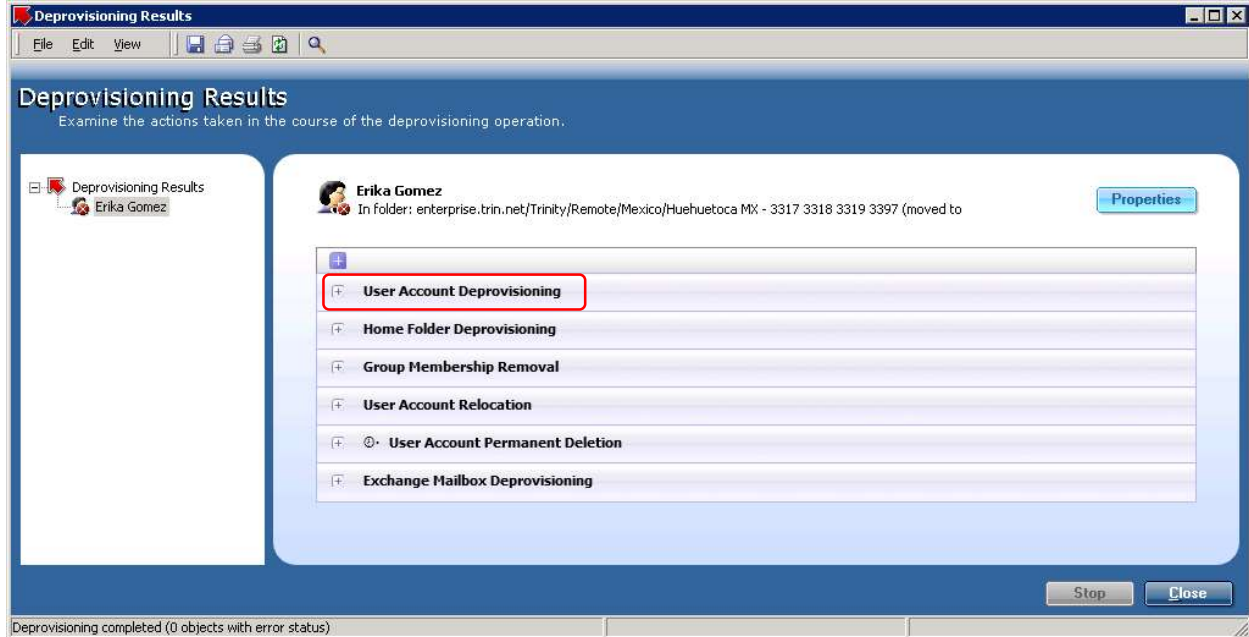 Deprovisioning Results
File Edit View
Deprovisioning Results
Examine the actions taken in the course of the deprovisioning operation.
Deprovisioning Results
Erika Gomez
Erika Gomez
In folder: enterprise.trin.net/Trinity/Remote/Mexico/Huehuetoca MX - 3317 3318 3319 3397 (moved to
Properties
User Account Deprovisioning
Home Folder Deprovisioning
Group Membership Removal
User Account Relocation
User Account Permanent Deletion
Exchange Mailbox Deprovisioning
Stop Close
Deprovisioning completed (0 objects with error status)